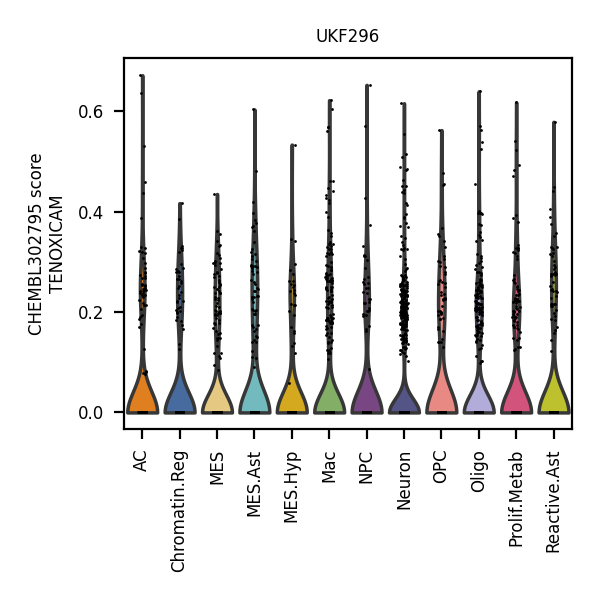 UKF296
CHEMBL302795 score
TENOXICAM
0.6
0.4
0.2
0.0
AC
Chromatin.Reg
MES
MES.Ast
MES.Hyp
Mac
NPC
Neuron
OPC
Oligo
Prolif.Metab
Reactive.Ast